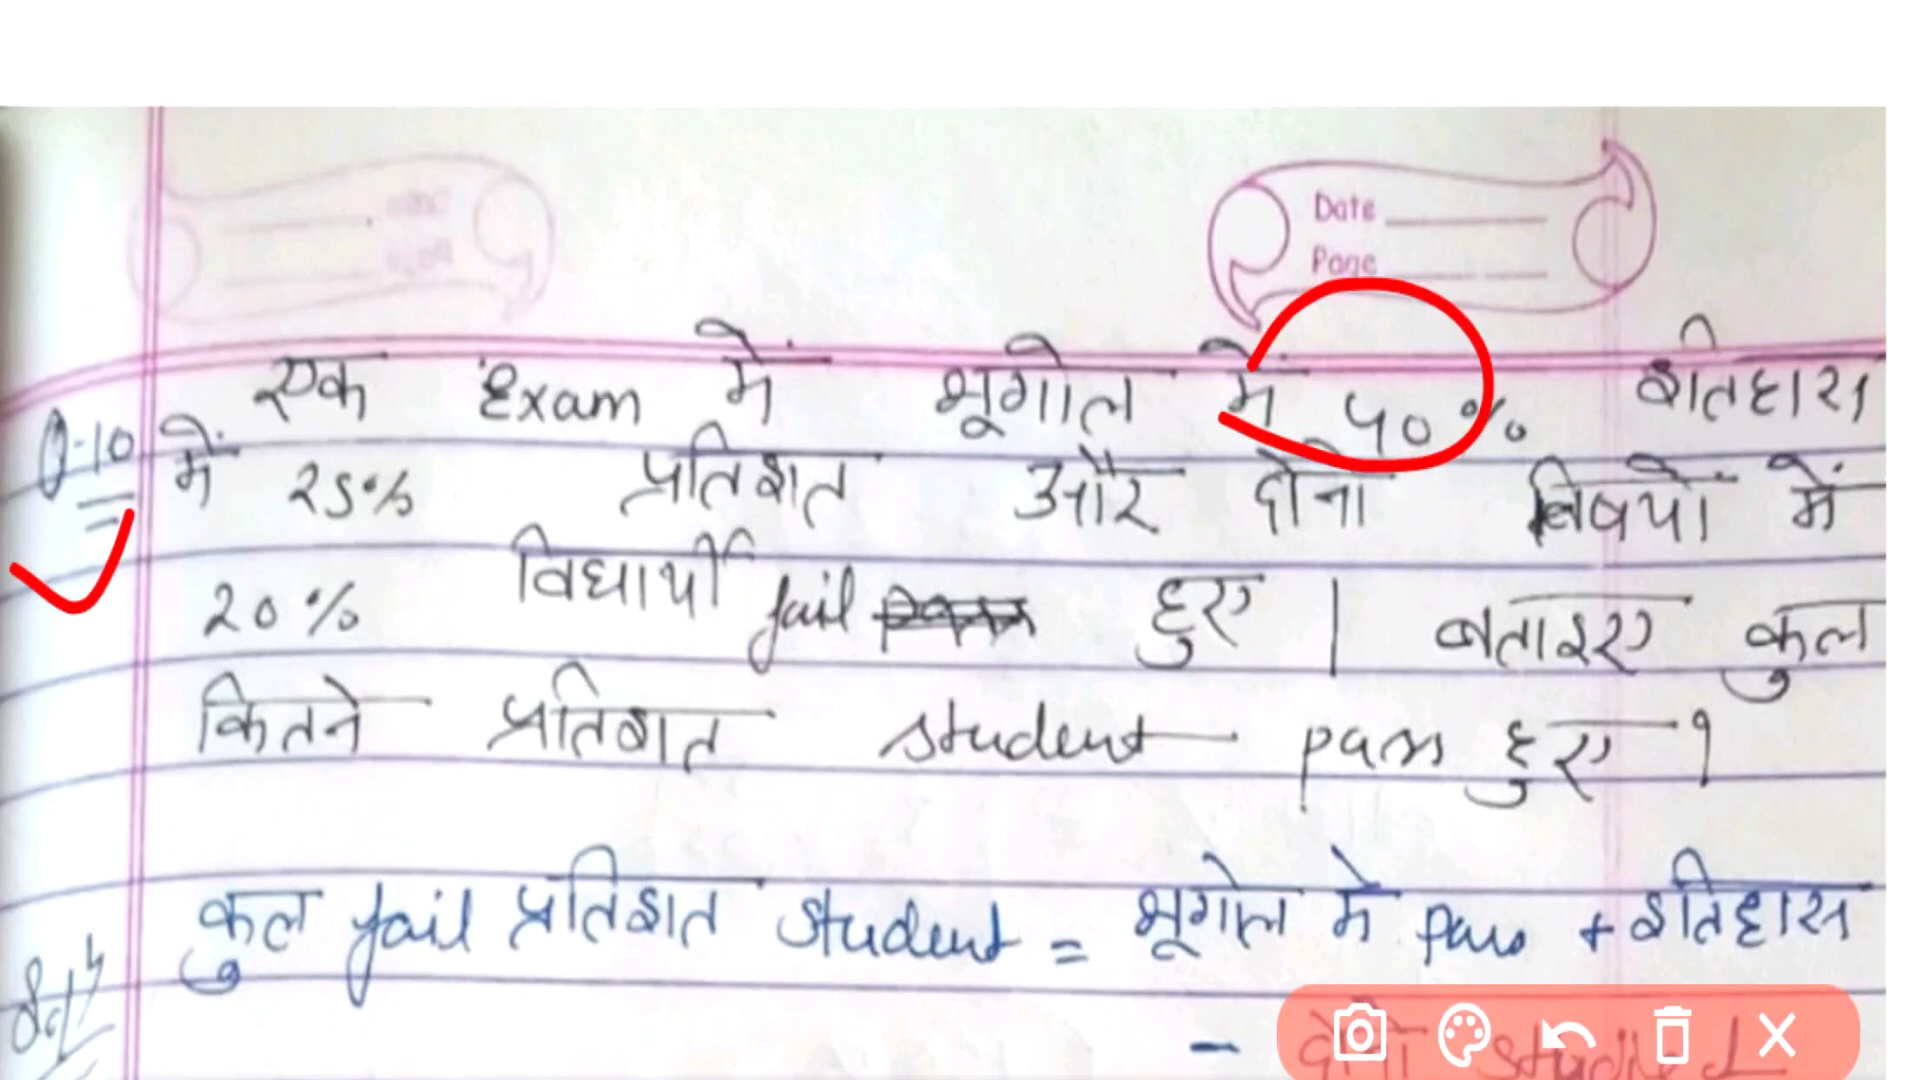 Date
Page
एक Exam में भूगोल में 50% इतिहास
Q-10 में 25% प्रतिशत और दोनो विषयों में
20% विधार्थी fail हुए | बताइए कुल
कितने प्रतिशत student pass हुए ?
कुल fail प्रतिशत student = भूगोल मे pass + इतिहास
Sol^n
- दोनो